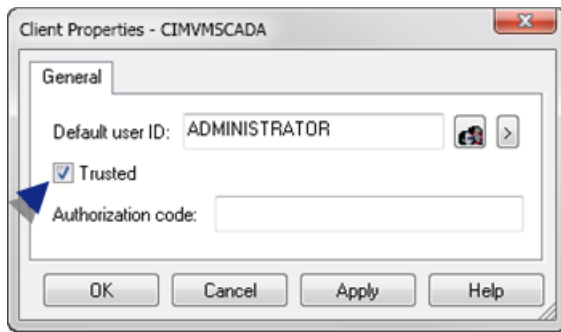 Client Properties - CIMVMSCADA
General
Default user ID: ADMINISTRATOR >
Trusted
Authorization code:
OK Cancel Apply Help